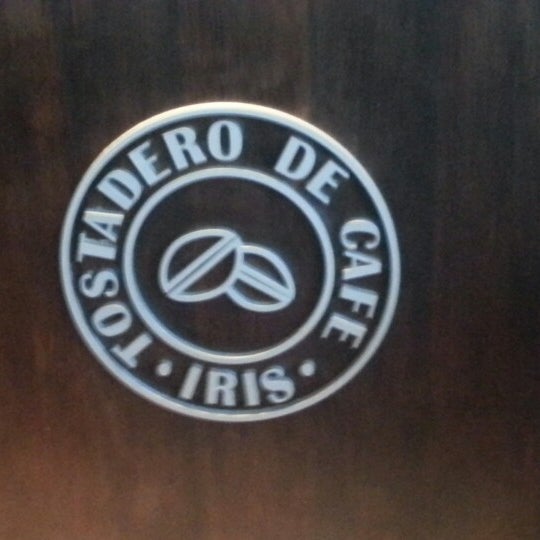 TOSTADERO DE CAFE
· IRIS ·